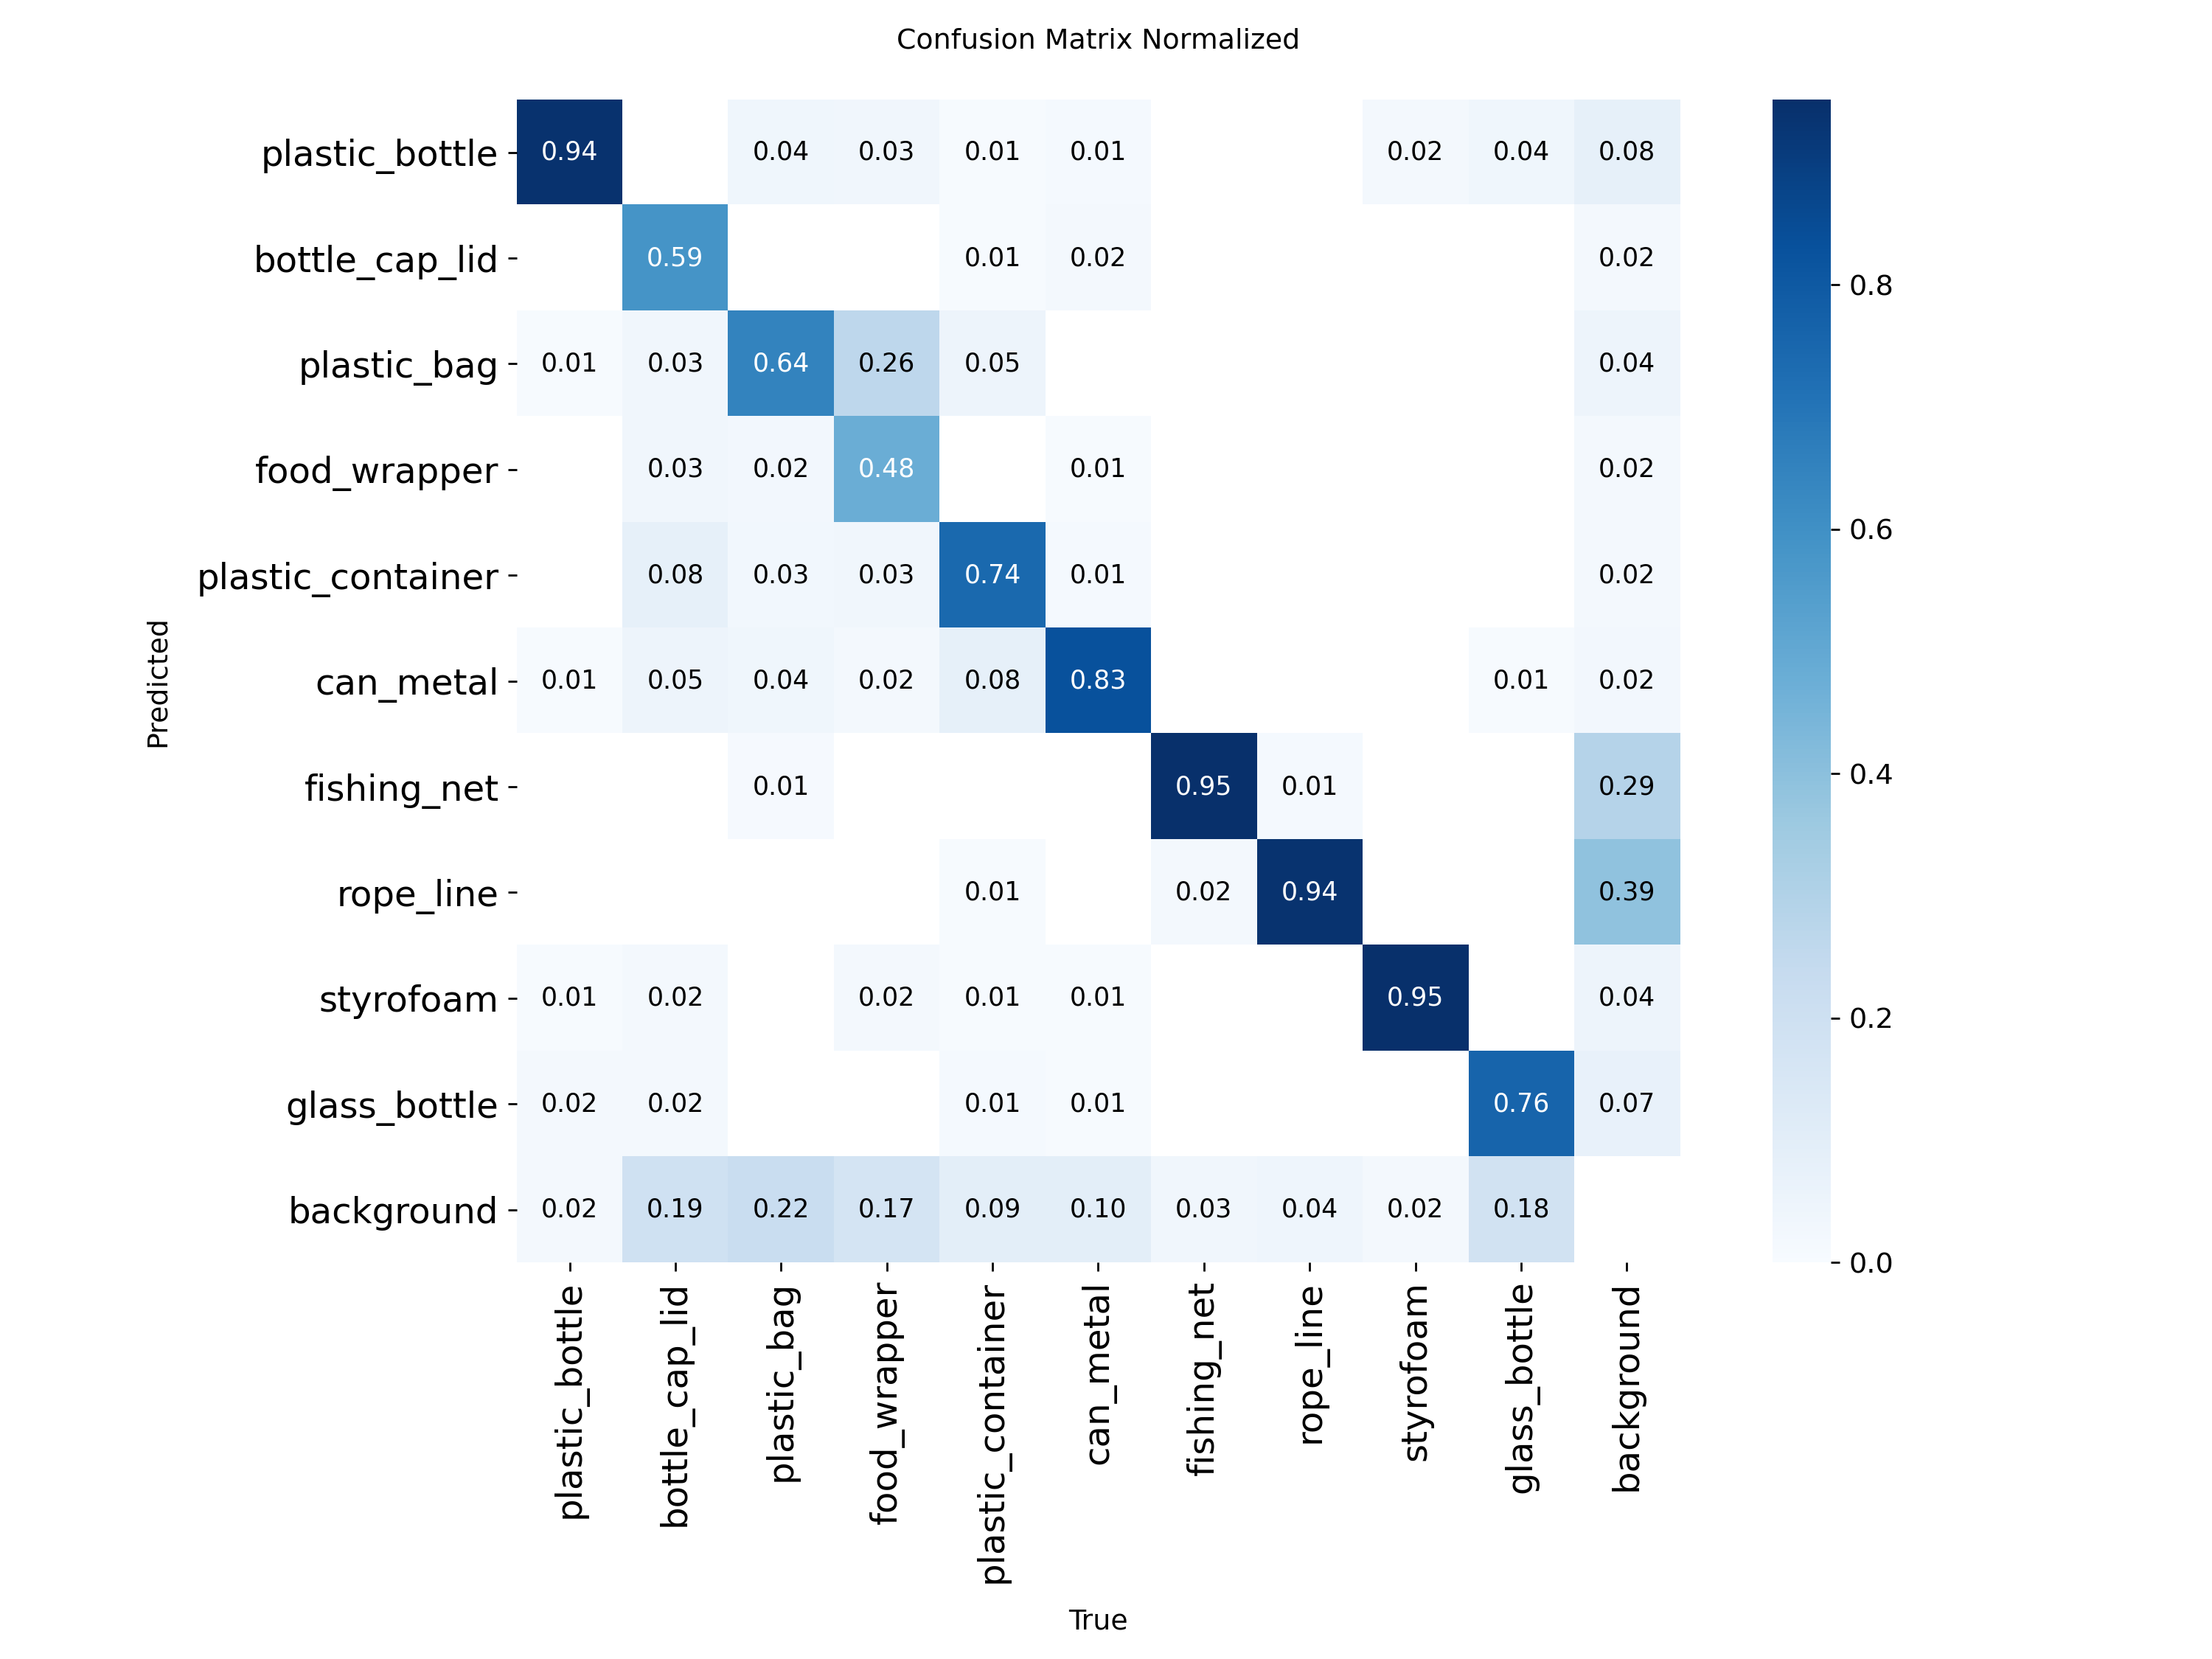 Confusion Matrix Normalized
plastic_bottle 0.94 0.04 0.03 0.01 0.01 0.02 0.04 0.08
bottle_cap_lid 0.59 0.01 0.02 0.02
plastic_bag 0.01 0.03 0.64 0.26 0.05 0.04
food_wrapper 0.03 0.02 0.48 0.01 0.02
plastic_container 0.08 0.03 0.03 0.74 0.01 0.02
can_metal 0.01 0.05 0.04 0.02 0.08 0.83 0.01 0.02
fishing_net 0.01 0.95 0.01 0.29
rope_line 0.01 0.02 0.94 0.39
styrofoam 0.01 0.02 0.02 0.01 0.01 0.95 0.04
glass_bottle 0.02 0.02 0.01 0.01 0.76 0.07
background 0.02 0.19 0.22 0.17 0.09 0.10 0.03 0.04 0.02 0.18
Predicted
plastic_bottle
bottle_cap_lid
plastic_bag
food_wrapper
plastic_container
can_metal
fishing_net
rope_line
styrofoam
glass_bottle
background
True
0.8
0.6
0.4
0.2
0.0